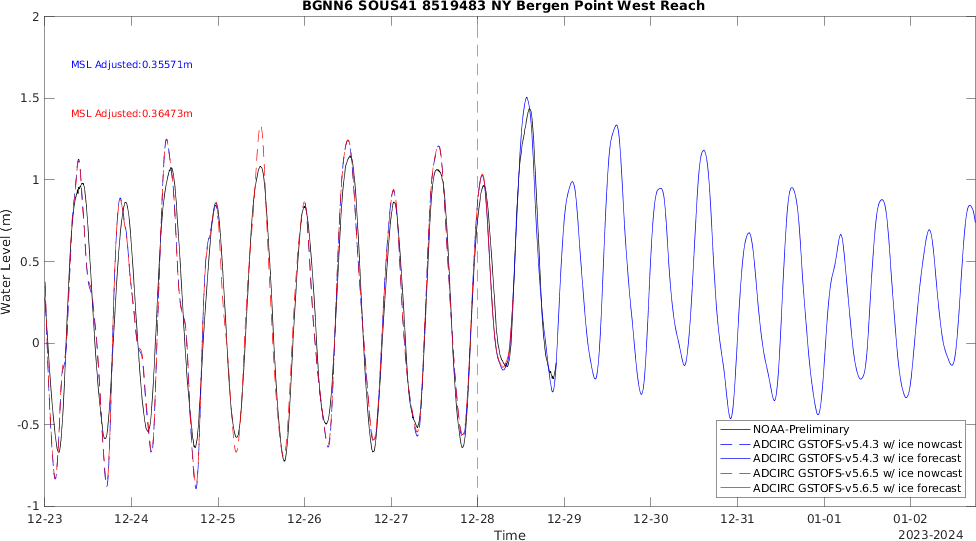 BGNN6 SOUS41 8519483 NY Bergen Point West Reach
2
1.5
1
0.5
0
-0.5
-1
Water Level (m)
MSL Adjusted:0.35571m
MSL Adjusted:0.36473m
NOAA-Preliminary
ADCIRC GSTOFS-v5.4.3 w/ ice nowcast
ADCIRC GSTOFS-v5.4.3 w/ ice forecast
ADCIRC GSTOFS-v5.6.5 w/ ice nowcast
ADCIRC GSTOFS-v5.6.5 w/ ice forecast
12-23 12-24 12-25 12-26 12-27 12-28 12-29 12-30 12-31 01-01 01-02
Time
2023-2024